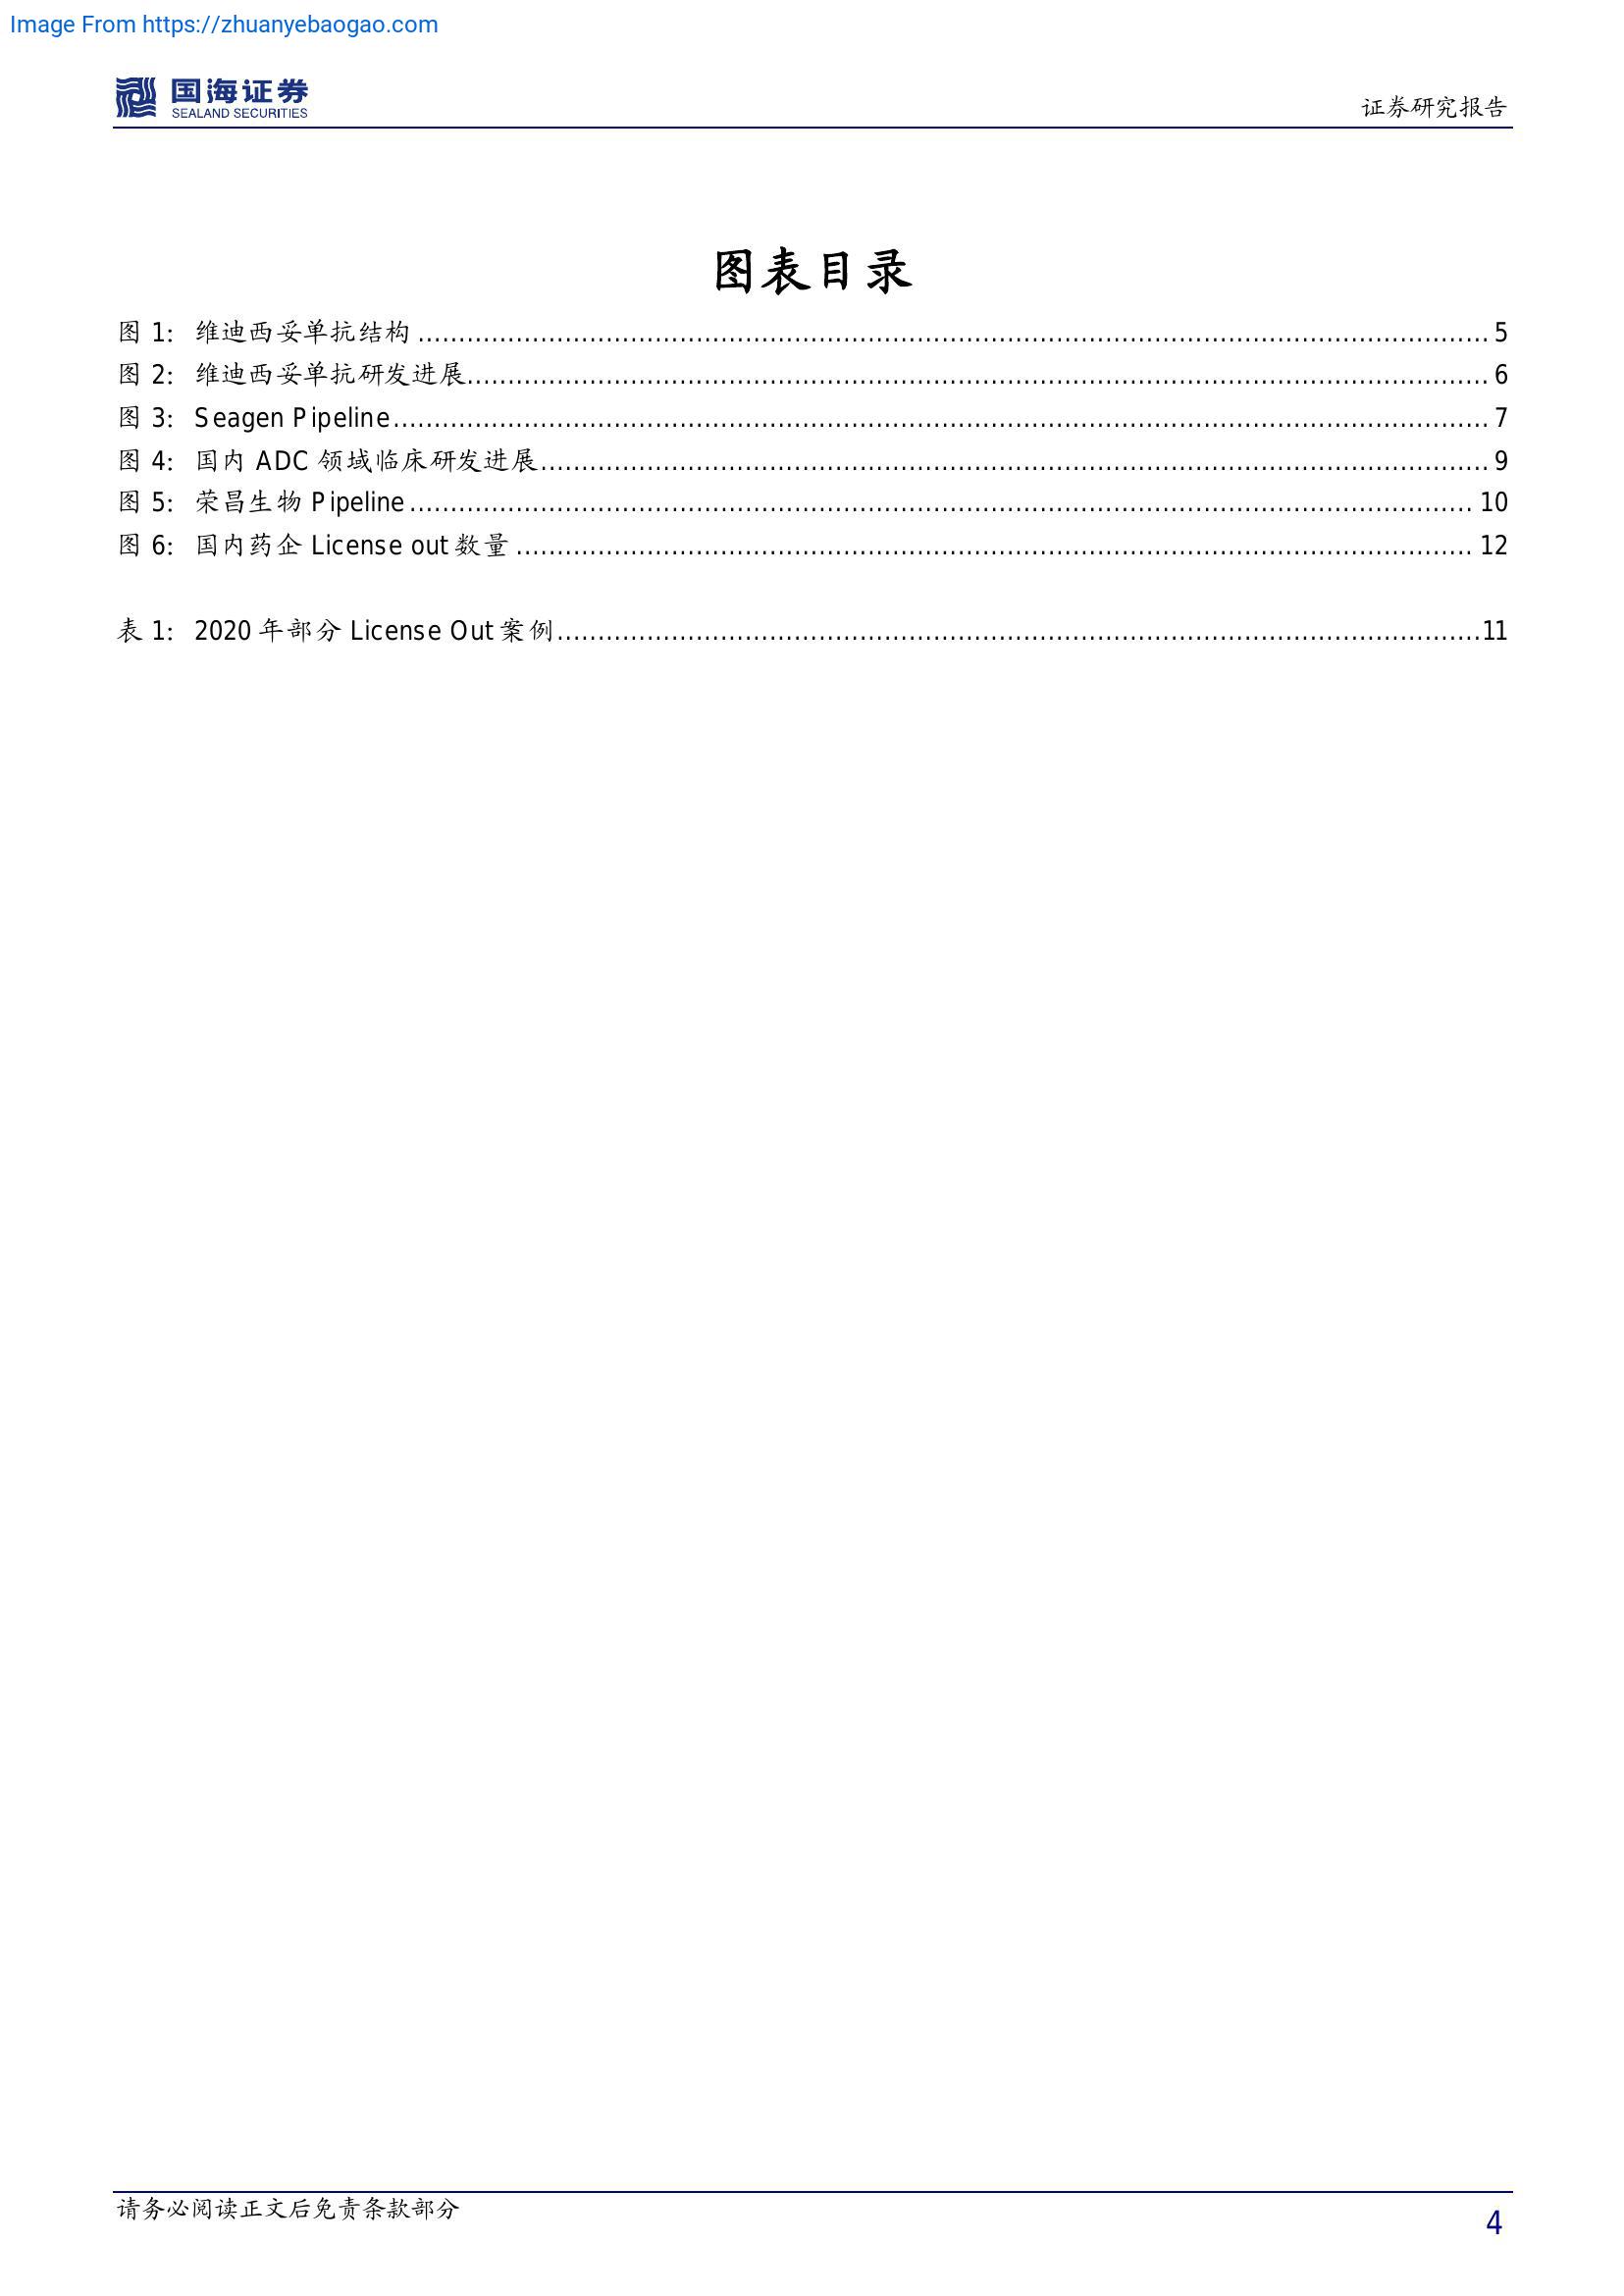 Image From https://zhuanyebaogao.com
国海证券
SEALAND SECURITIES
证券研究报告
图表目录
图 1: 维迪西妥单抗结构 5
图 2: 维迪西妥单抗研发进展 6
图 3: Seagen Pipeline 7
图 4: 国内 ADC 领域临床研发进展 9
图 5: 荣昌生物 Pipeline 10
图 6: 国内药企 License out 数量 12
表 1: 2020 年部分 License Out 案例 11
请务必阅读正文后免责条款部分
4